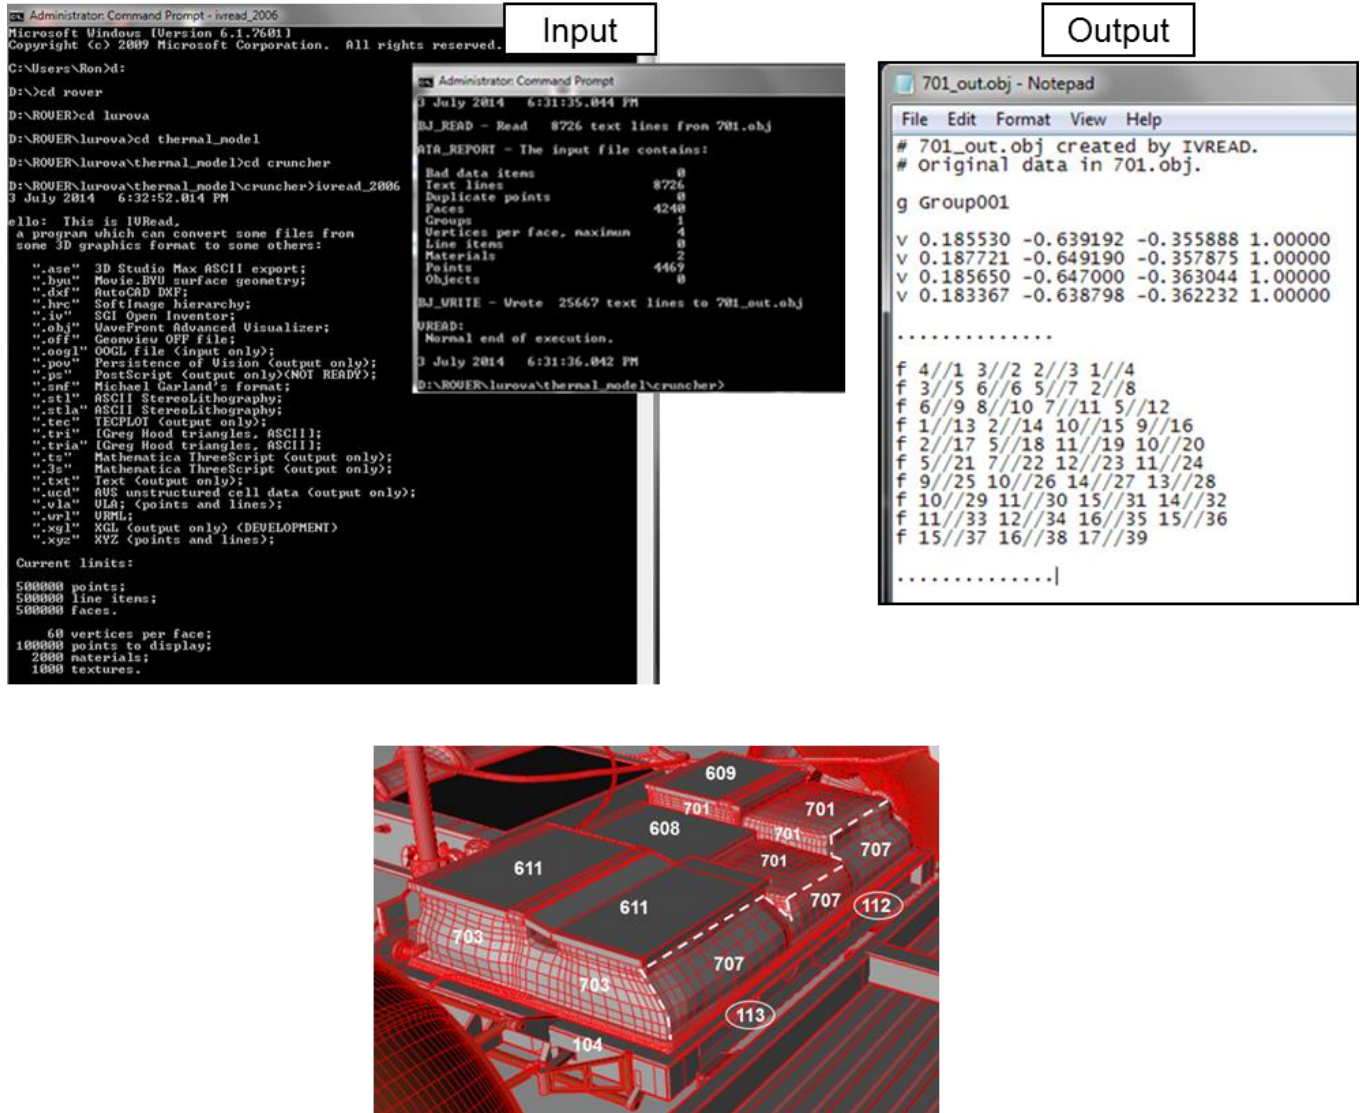 Administrator: Command Prompt - ivread_2006
Microsoft Windows [Version 6.1.7601]
Copyright (c) 2009 Microsoft Corporation.  All rights reserved.
C:\Users\Ron>d:
D:\>cd rover
D:\ROVER>cd lurova
D:\ROVER\lurova>cd thermal_model
D:\ROVER\lurova\thermal_model>cd cruncher
D:\ROVER\lurova\thermal_model\cruncher>ivread_2006
3 July 2014   6:32:52.014 PM
ello:  This is IVRead,
a program which can convert some files from
some 3D graphics format to some others:
".ase"  3D Studio Max ASCII export;
".byu"  Movie.BYU surface geometry;
".dxf"  AutoCAD DXF;
".hrc"  SoftImage hierarchy;
".iv"   SGI Open Inventor;
".obj"  WaveFront Advanced Visualizer;
".off"  Geomview OFF file;
".oogl" OOGL file (input only);
".pov"  Persistence of Vision (output only);
".ps"   PostScript (output only)(NOT READY);
".smf"  Michael Garland's format;
".stl"  ASCII StereoLithography;
".stla" ASCII StereoLithography;
".tec"  TECPLOT (output only);
".tri"  [Greg Hood triangles, ASCII];
".tria" [Greg Hood triangles, ASCII];
".ts"   Mathematica ThreeScript (output only);
".3s"   Mathematica ThreeScript (output only);
".txt"  Text (output only);
".ucd"  AVS unstructured cell data (output only);
".vla"  VLA; (points and lines);
".wrl"  VRML;
".xgl"  XGL (output only) (DEVELOPMENT)
".xyz"  XYZ (points and lines);
Current limits:
500000 points;
500000 line items;
500000 faces.
60 vertices per face;
100000 points to display;
2000 materials;
1000 textures.
Input
Administrator: Command Prompt
3 July 2014   6:31:35.044 PM
BJ_READ - Read   8726 text lines from 701.obj
ATA_REPORT - The input file contains:
Bad data items 0
Text lines 8726
Duplicate points 0
Faces 4240
Groups 1
Vertices per face, maximum 4
Line items 0
Materials 2
Points 4469
Objects 0
BJ_WRITE - Wrote  25667 text lines to 701_out.obj
VREAD:
Normal end of execution.
3 July 2014   6:31:36.042 PM
D:\ROVER\lurova\thermal_model\cruncher>
Output
701_out.obj - Notepad
File Edit Format View Help
# 701_out.obj created by IVREAD.
# Original data in 701.obj.
g Group001
v 0.185530 -0.639192 -0.355888 1.00000
v 0.187721 -0.649190 -0.357875 1.00000
v 0.185650 -0.647000 -0.363044 1.00000
v 0.183367 -0.638798 -0.362232 1.00000
..............
f 4//1 3//2 2//3 1//4
f 3//5 6//6 5//7 2//8
f 6//9 8//10 7//11 5//12
f 1//13 2//14 10//15 9//16
f 2//17 5//18 11//19 10//20
f 5//21 7//22 12//23 11//24
f 9//25 10//26 14//27 13//28
f 10//29 11//30 15//31 14//32
f 11//33 12//34 16//35 15//36
f 15//37 16//38 17//39
..............
609
701 701
608 701
701 707
611
611 707 112
703
707
703
113
104